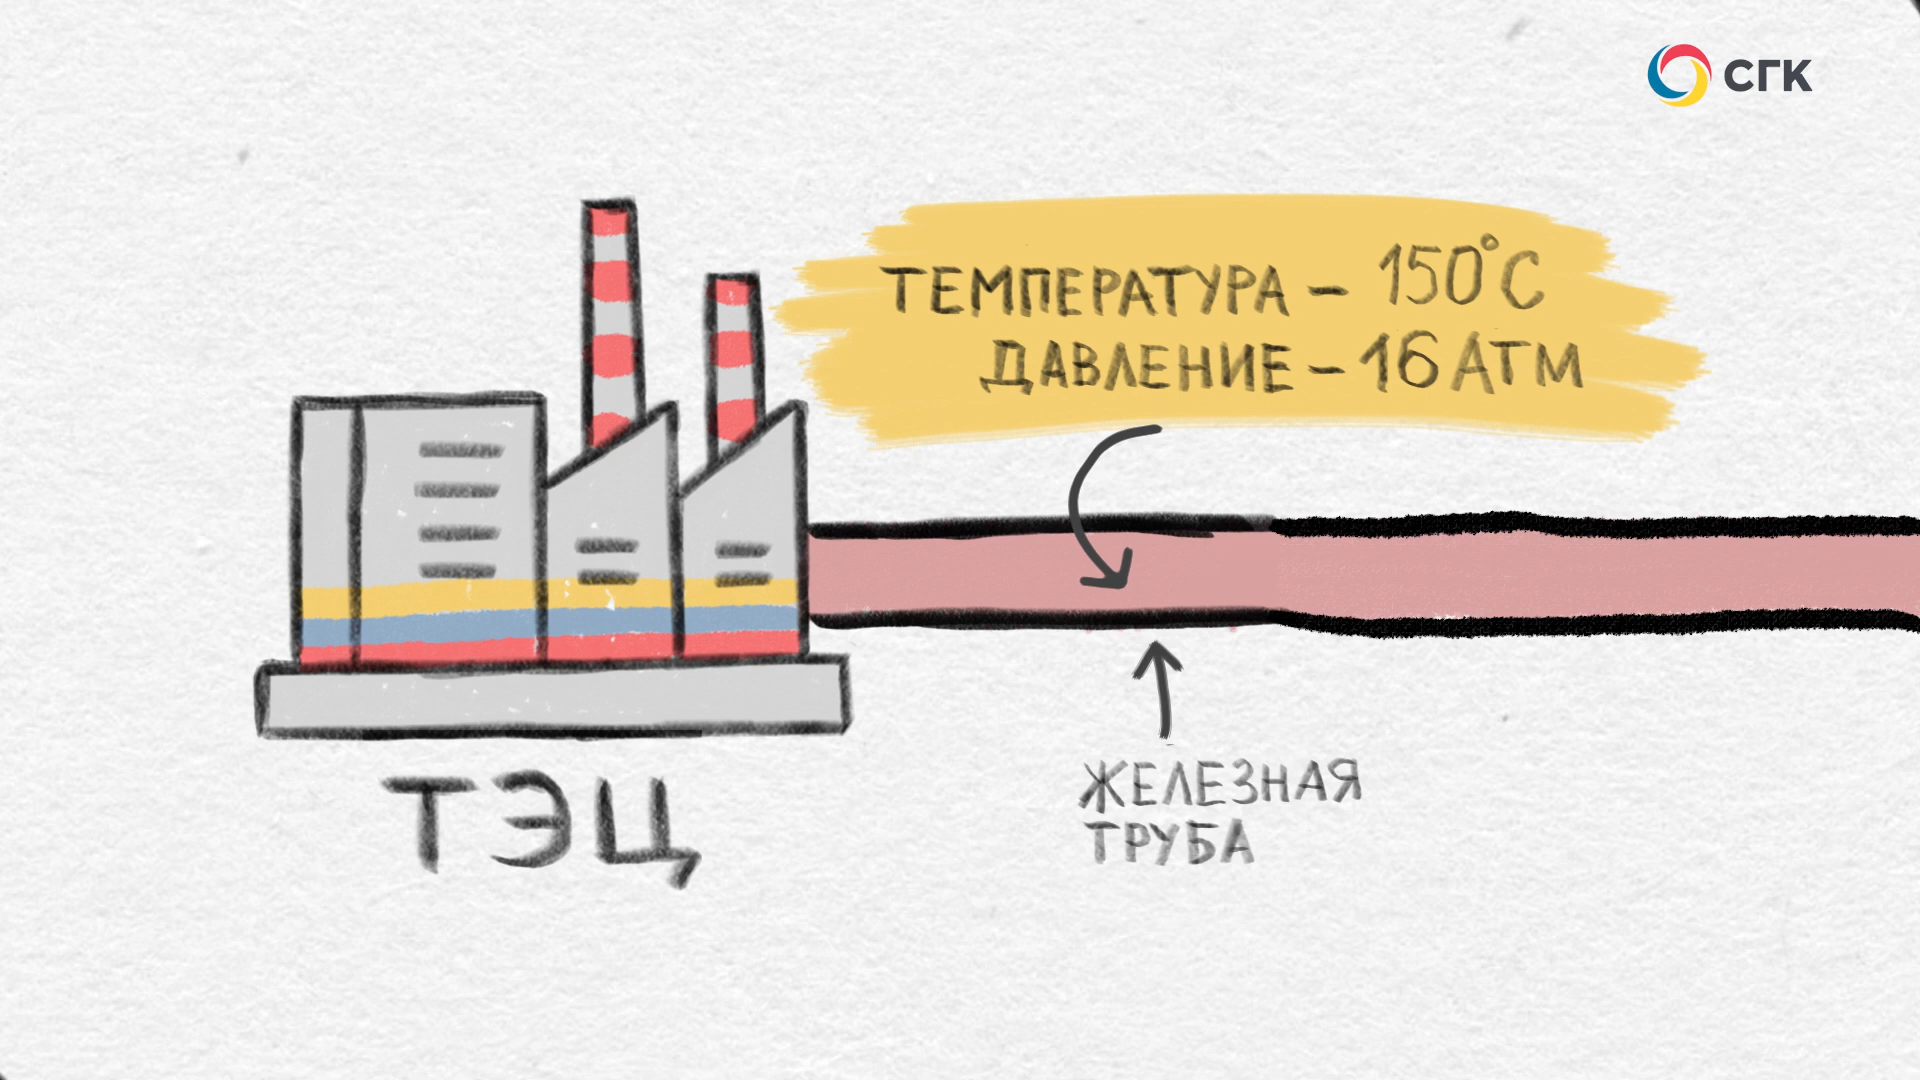 СГК
ТЕМПЕРАТУРА – 150°С
ДАВЛЕНИЕ – 16 АТМ
ТЭЦ
ЖЕЛЕЗНАЯ
ТРУБА